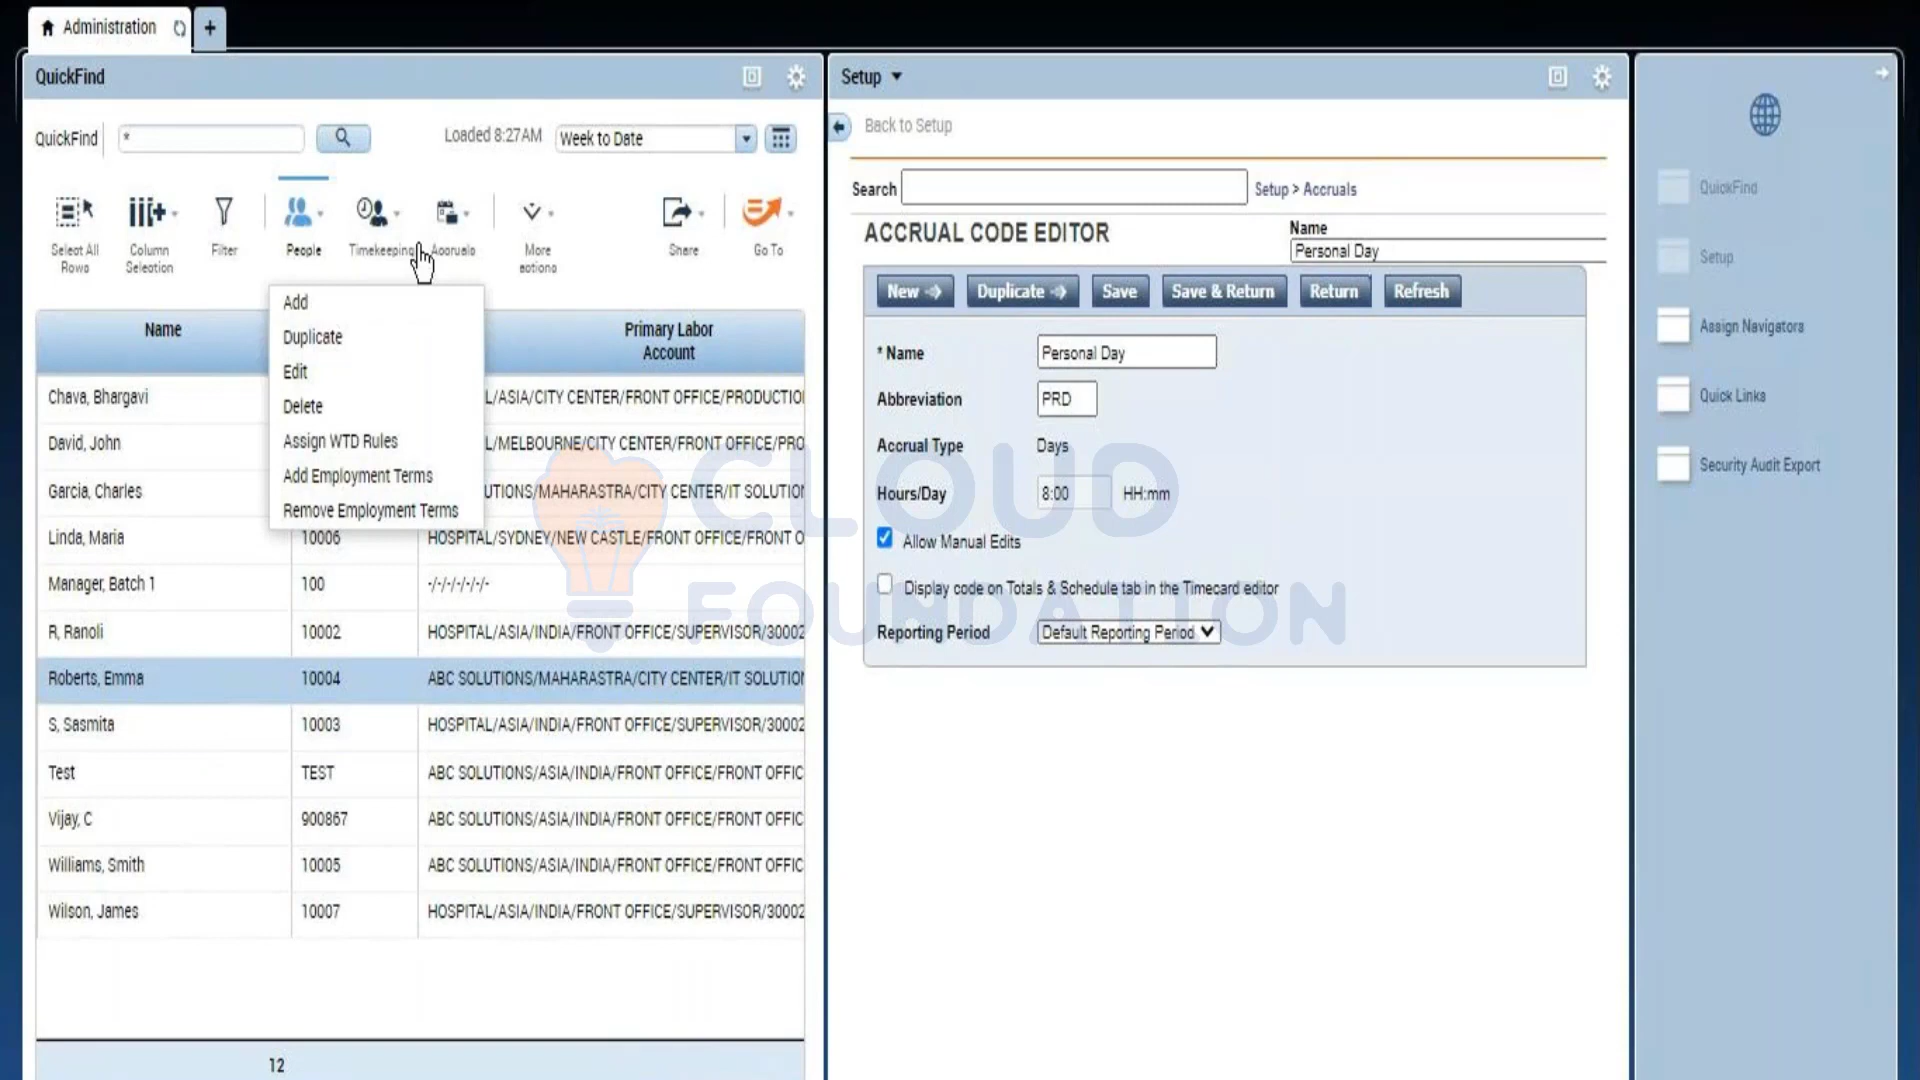 Administration
+
QuickFind
QuickFind
*
Loaded 8:27AM
Week to Date
Select All
Rows
Column
Selection
Filter
People
Timekeeping
Accruals
More
actions
Share
Go To
Add
Duplicate
Edit
Delete
Assign WTD Rules
Add Employment Terms
Remove Employment Terms
Name
Primary Labor
Account
Chava, Bhargavi
L/ASIA/CITY CENTER/FRONT OFFICE/PRODUCTIO
David, John
L/MELBOURNE/CITY CENTER/FRONT OFFICE/PRO
Garcia, Charles
UTIONS/MAHARASTRA/CITY CENTER/IT SOLUTION
Linda, Maria
10006
HOSPITAL/SYDNEY/NEW CASTLE/FRONT OFFICE/FRONT O
Manager, Batch 1
100
-/-/-/-/-/-/-
R, Ranoli
10002
HOSPITAL/ASIA/INDIA/FRONT OFFICE/SUPERVISOR/30002
Roberts, Emma
10004
ABC SOLUTIONS/MAHARASTRA/CITY CENTER/IT SOLUTION
S, Sasmita
10003
HOSPITAL/ASIA/INDIA/FRONT OFFICE/SUPERVISOR/30002
Test
TEST
ABC SOLUTIONS/ASIA/INDIA/FRONT OFFICE/FRONT OFFIC
Vijay, C
900867
ABC SOLUTIONS/ASIA/INDIA/FRONT OFFICE/FRONT OFFIC
Williams, Smith
10005
ABC SOLUTIONS/ASIA/INDIA/FRONT OFFICE/FRONT OFFIC
Wilson, James
10007
HOSPITAL/ASIA/INDIA/FRONT OFFICE/SUPERVISOR/30002
12
Setup
Back to Setup
Search
Setup > Accruals
ACCRUAL CODE EDITOR
Name
Personal Day
New
Duplicate
Save
Save & Return
Return
Refresh
* Name
Personal Day
Abbreviation
PRD
Accrual Type
Days
Hours/Day
8:00
HH:mm
Allow Manual Edits
Display code on Totals & Schedule tab in the Timecard editor
Reporting Period
Default Reporting Period
CLOUD
FOUNDATION
QuickFind
Setup
Assign Navigators
Quick Links
Security Audit Export